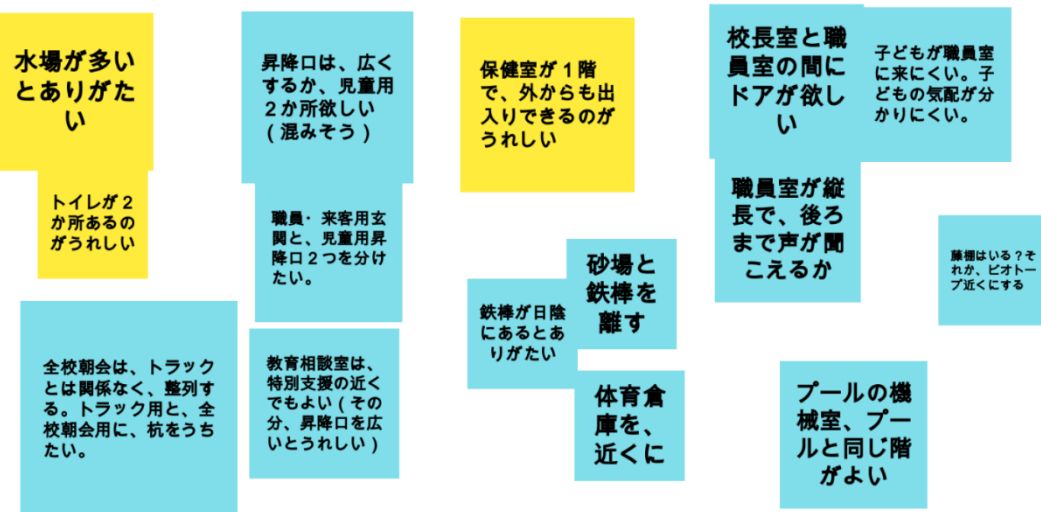 水場が多い
とありがた
い
トイレが２
か所あるの
がうれしい
昇降口は、広く
するか、児童用
２か所欲しい
（混みそう）
職員・来客用玄
関と、児童用昇
降口２つを分け
たい。
保健室が１階
で、外からも出
入りできるのが
うれしい
校長室と職
員室の間に
ドアが欲し
い
子どもが職員室
に来にくい。子
どもの気配が分
かりにくい。
職員室が縦
長で、後ろ
まで声が聞
こえるか
藤棚はいる？そ
れか、ビオトー
プ近くにする
砂場と
鉄棒を
離す
鉄棒が日陰
にあるとあ
りがたい
体育倉
庫を、
近くに
全校朝会は、トラック
とは関係なく、整列す
る。トラック用と、全
校朝会用に、杭をうち
たい。
教育相談室は、
特別支援の近く
でもよい（その
分、昇降口を広
いとうれしい）
プールの機
械室、プー
ルと同じ階
がよい